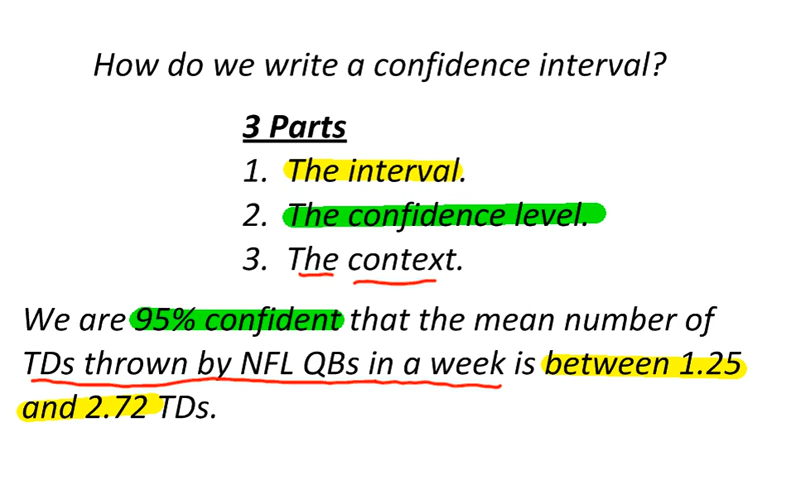 How do we write a confidence interval?
3 Parts
1. The interval.
2. The confidence level.
3. The context.
We are 95% confident that the mean number of
TDs thrown by NFL QBs in a week is between 1.25
and 2.72 TDs.